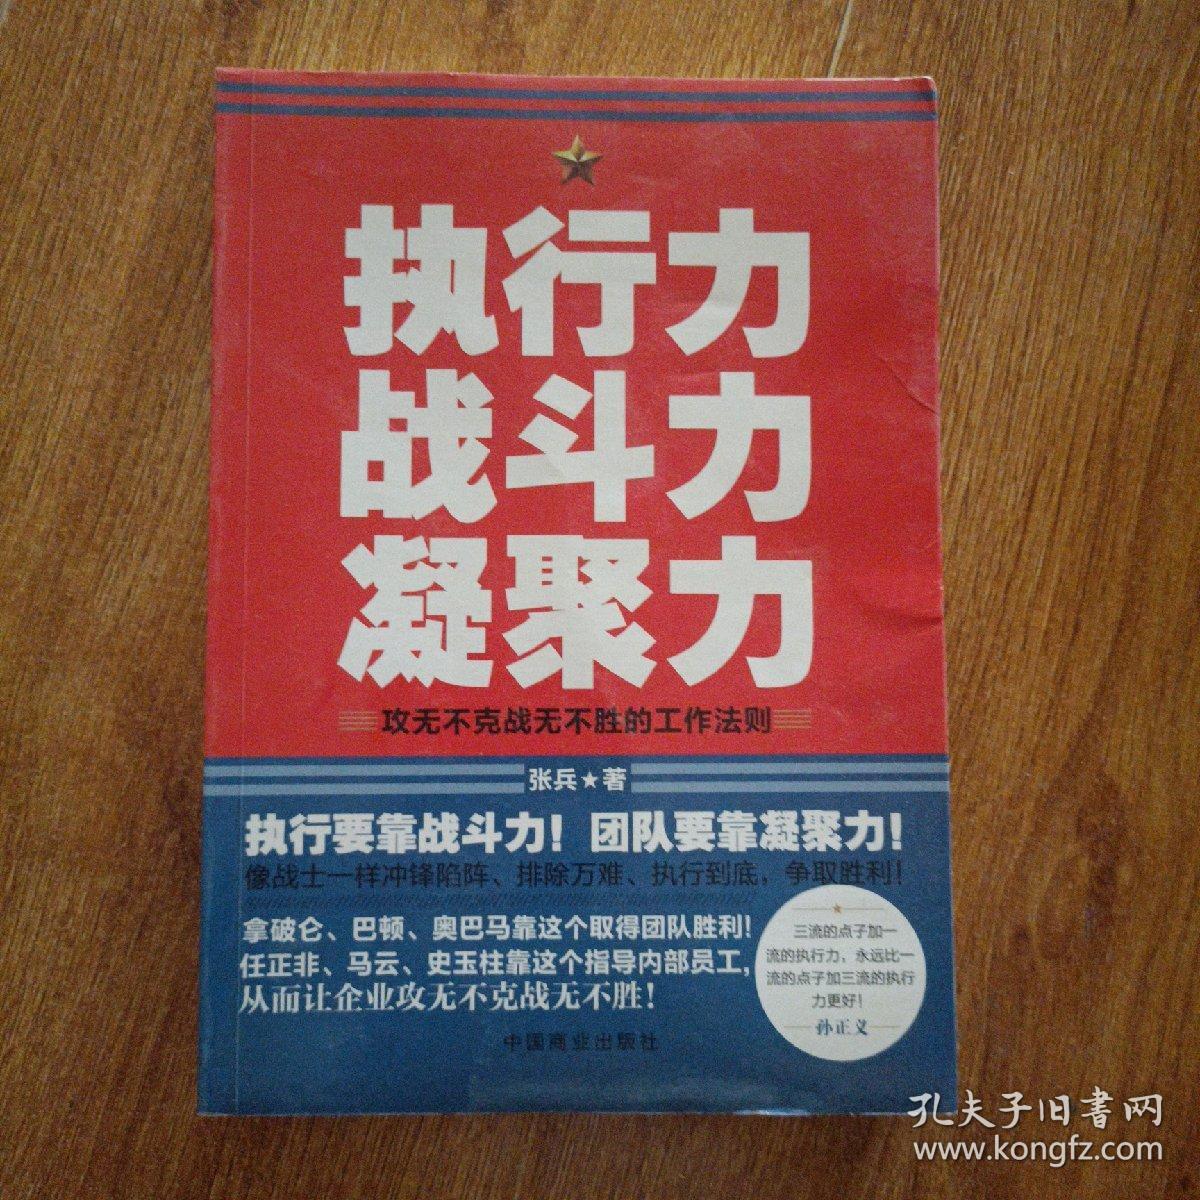 执行力
战斗力
凝聚力
攻无不克战无不胜的工作法则
张兵★著
执行要靠战斗力！团队要靠凝聚力！
像战士一样冲锋陷阵、排除万难、执行到底，争取胜利！
拿破仑、巴顿、奥巴马靠这个取得团队胜利！
任正非、马云、史玉柱靠这个指导内部员工，
从而让企业攻无不克战无不胜！
三流的点子加一
流的执行力，永远比一
流的点子加三流的执行
力更好！
孙正义
中国商业出版社
孔夫子旧書网
www.kongfz.com